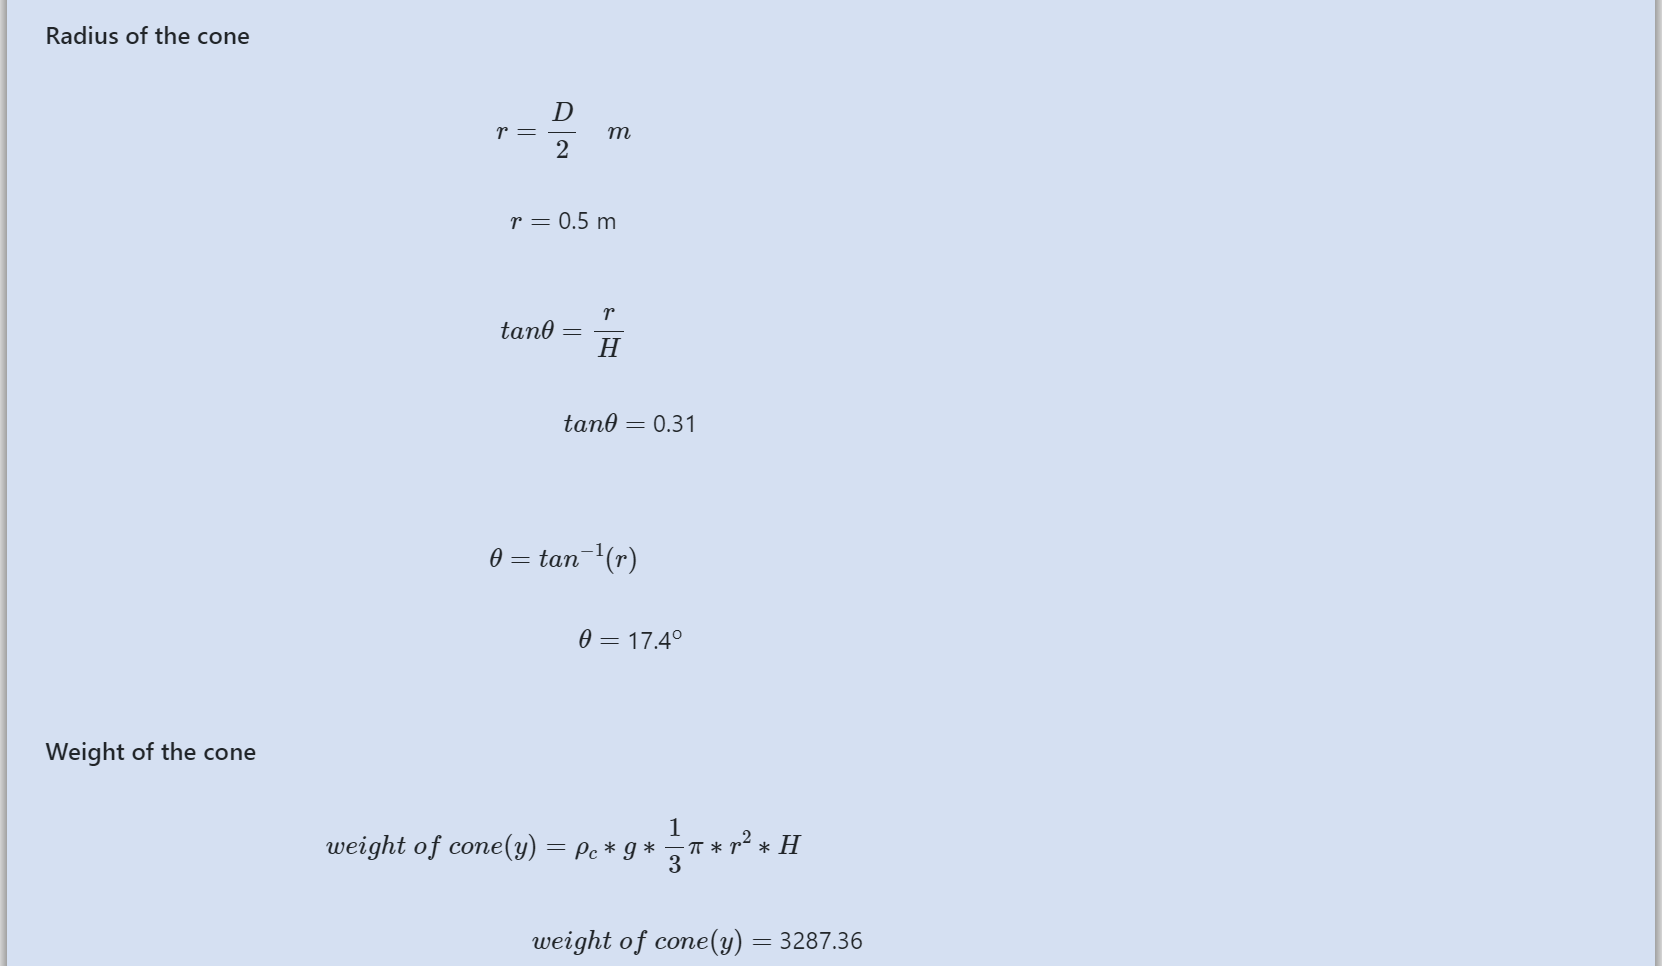 Radius of the cone
r = D/2 m
r = 0.5 m
tanθ = r/H
tanθ = 0.31
θ = tan⁻¹(r)
θ = 17.4°
Weight of the cone
weight of cone(y) = ρc * g * 1/3 π * r² * H
weight of cone(y) = 3287.36